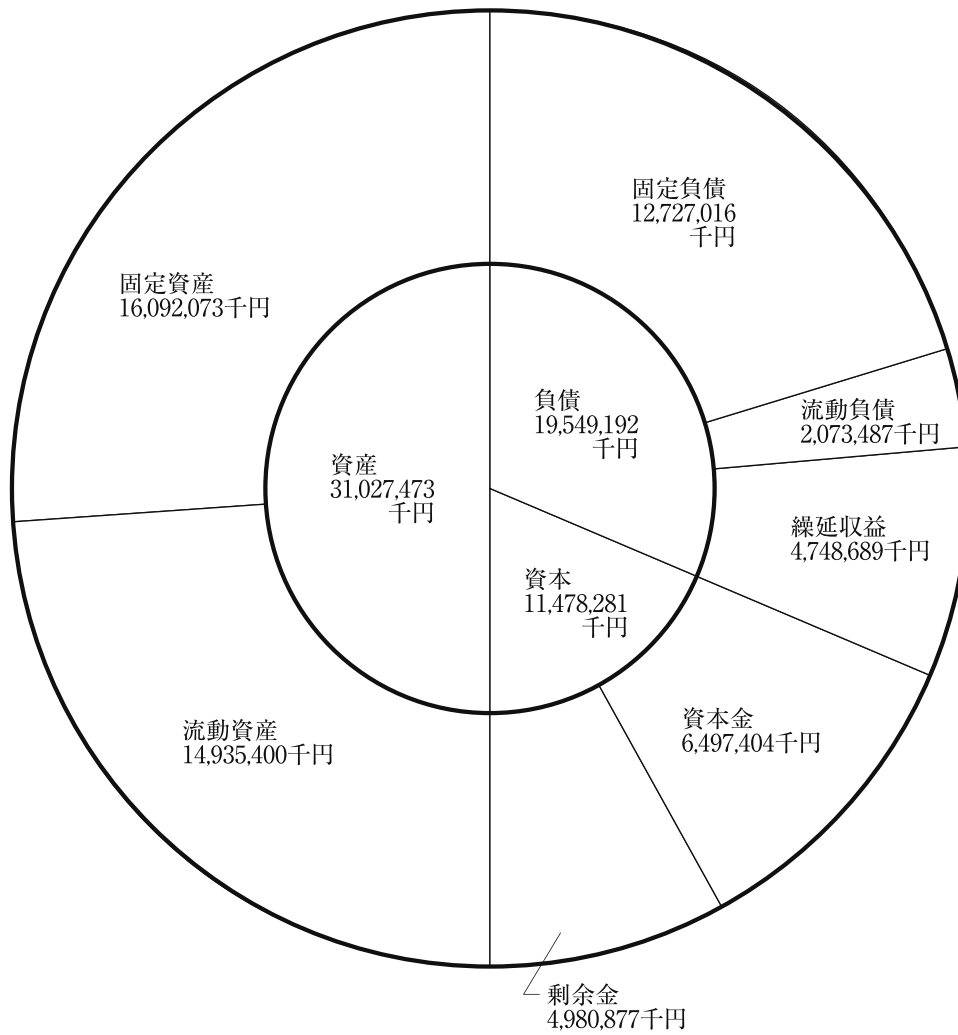 固定負債
12,727,016
千円
固定資産
16,092,073千円
負債
19,549,192
千円
流動負債
2,073,487千円
資産
31,027,473
千円
繰延収益
4,748,689千円
資本
11,478,281
千円
資本金
6,497,404千円
流動資産
14,935,400千円
剰余金
4,980,877千円